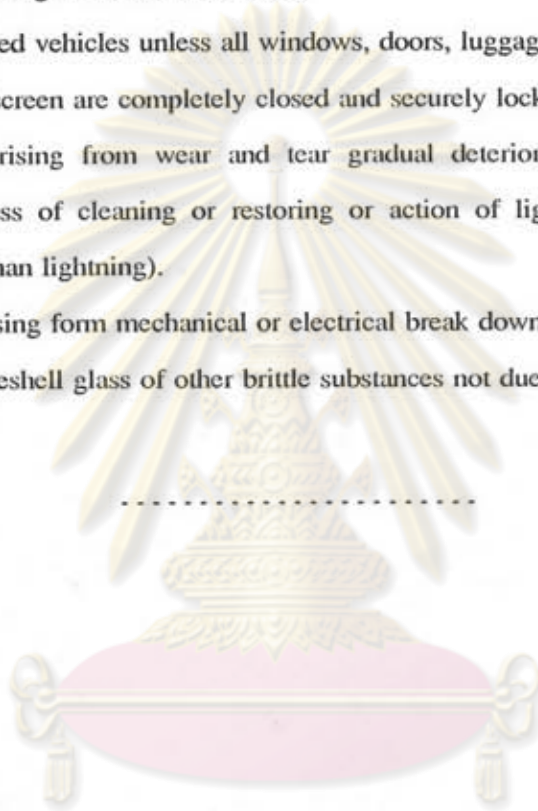 ed vehicles unless all windows, doors, luggag
screen are completely closed and securely lock
rising from wear and tear gradual deterior
ss of cleaning or restoring or action of lig
han lightning).
sing form mechanical or electrical break down
eshell glass of other brittle substances not due